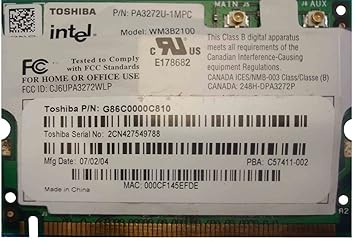 TOSHIBA P/N: PA3272U-1MPC
intel Model: WM3B2100
This Class B digital apparatus
meets all requirements of the
Canadian Interference-Causing
equipment Regulations.
CANADA ICES/NMB-003 Class/Classe (B)
CANADA: 248H-DPA3272P
c RU US
E178682
FC Tested to Comply
With FCC Standards
FOR HOME OR OFFICE USE
FCC ID: CJ6UPA3272WLP
Toshiba P/N: G86C0000C810
Toshiba Serial No: 2CN427549788
Mfg Date: 07/02/04 PBA: C57411-002
MAC: 000CF145EFDE
Made in China
R2